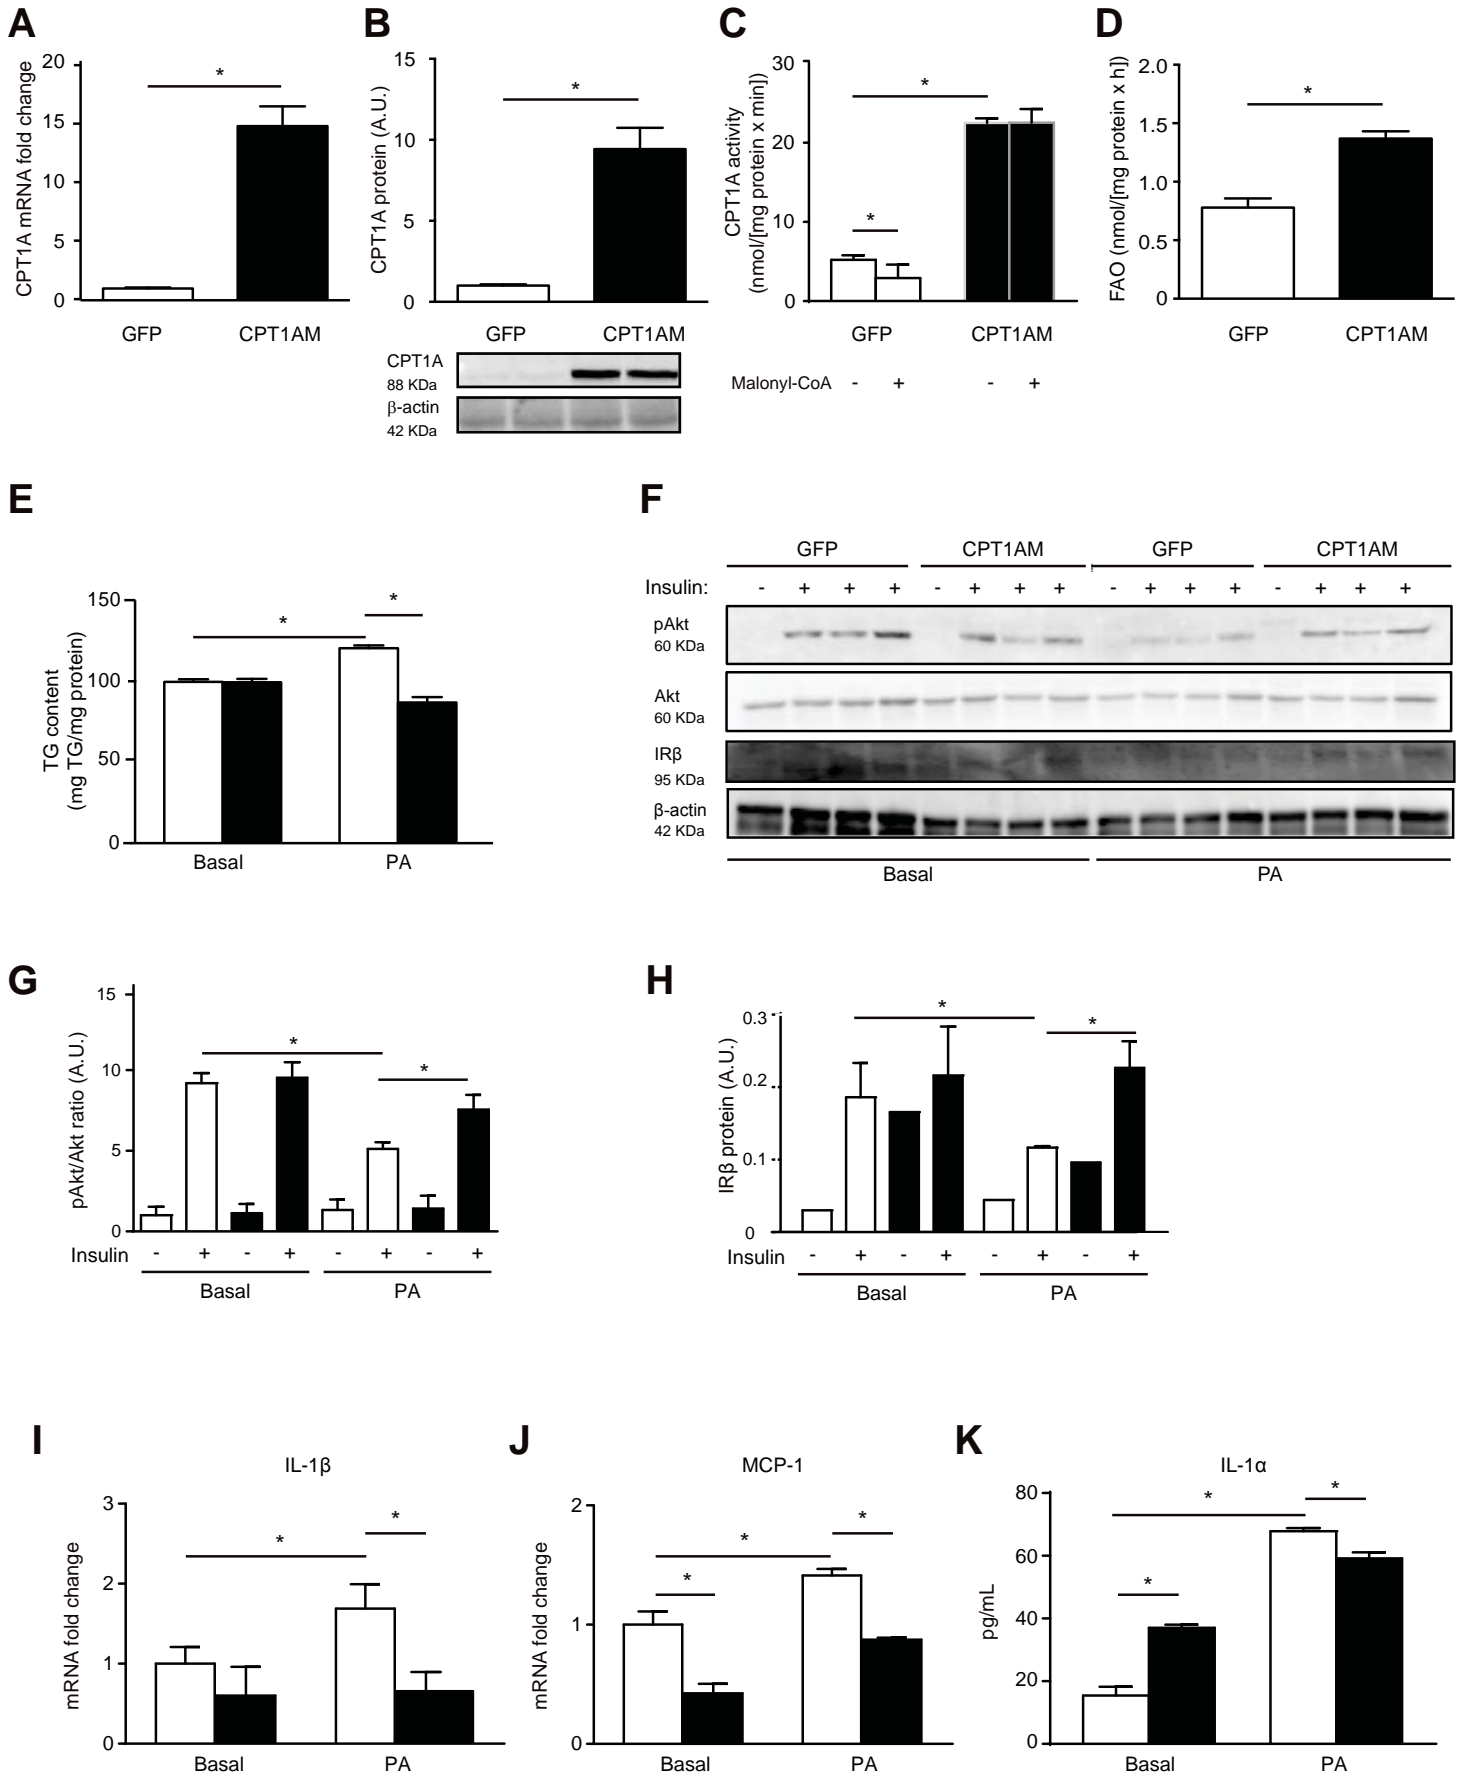 A
CPT1A mRNA fold change
20
15
10
5
0
*
GFP
CPT1AM
B
CPT1A protein (A.U.)
15
10
5
0
*
GFP
CPT1AM
CPT1A
88 KDa
β-actin
42 KDa
C
CPT1A activity
(nmol/[mg protein x min])
30
20
10
0
*
*
GFP
CPT1AM
Malonyl-CoA - + - +
D
FAO (nmol/[mg protein x h])
2.0
1.5
1.0
0.5
0
*
GFP
CPT1AM
E
TG content
(mg TG/mg protein)
150
100
50
0
*
*
Basal
PA
F
GFP CPT1AM GFP CPT1AM
Insulin: - + + + - + + + - + + + - + + +
pAkt
60 KDa
Akt
60 KDa
IRβ
95 KDa
β-actin
42 KDa
Basal
PA
G
pAkt/Akt ratio (A.U.)
15
10
5
0
*
*
Insulin - + - + - + - +
Basal
PA
H
IRβ protein (A.U.)
0.3
0.2
0.1
0
*
*
Insulin - + - + - + - +
Basal
PA
I
IL-1β
mRNA fold change
3
2
1
0
*
*
Basal
PA
J
MCP-1
mRNA fold change
2
1
0
*
*
*
Basal
PA
K
IL-1α
pg/mL
80
60
40
20
0
*
*
*
Basal
PA